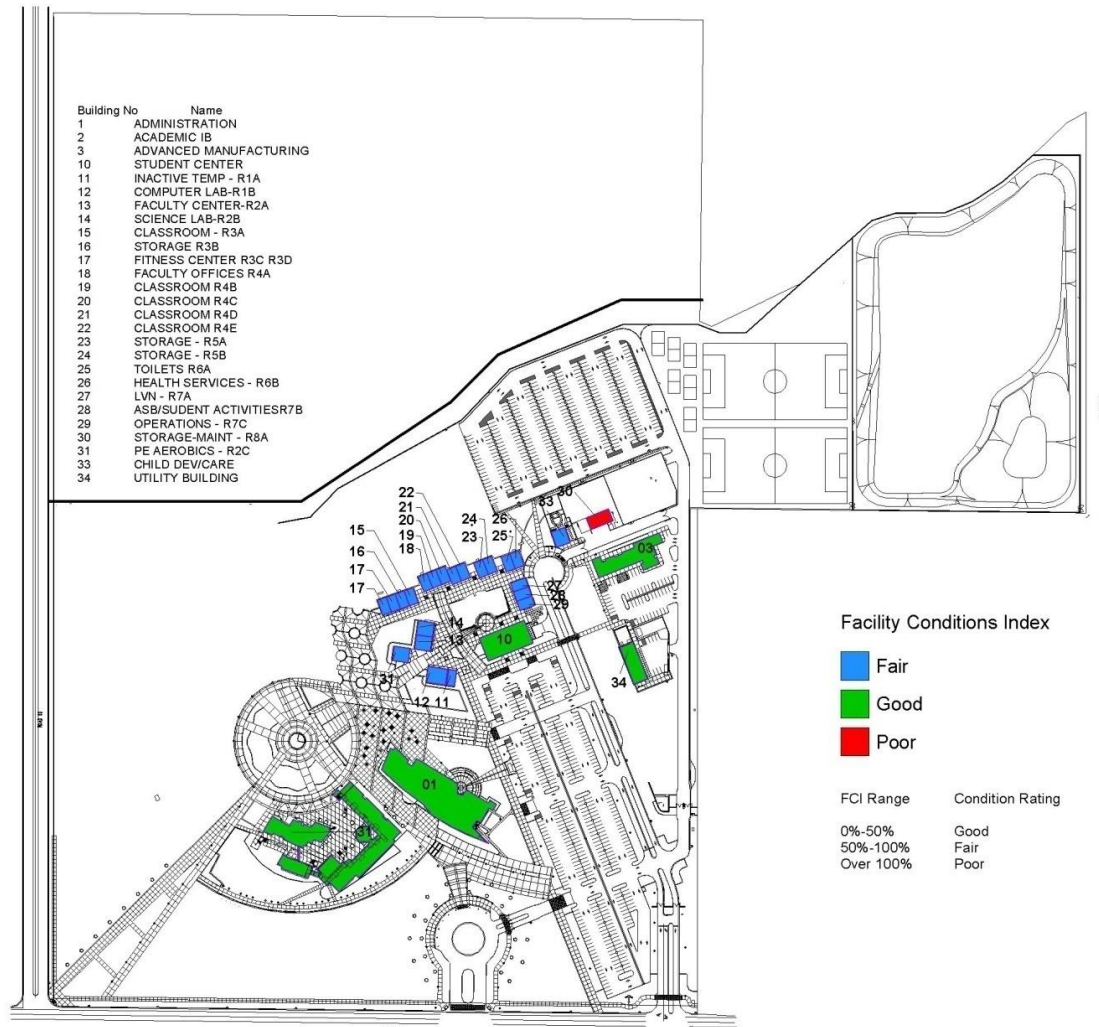 Building No Name
1 ADMINISTRATION
2 ACADEMIC IB
3 ADVANCED MANUFACTURING
10 STUDENT CENTER
11 INACTIVE TEMP - R1A
12 COMPUTER LAB-R1B
13 FACULTY CENTER-R2A
14 SCIENCE LAB-R2B
15 CLASSROOM - R3A
16 STORAGE R3B
17 FITNESS CENTER R3C R3D
18 FACULTY OFFICES R4A
19 CLASSROOM R4B
20 CLASSROOM R4C
21 CLASSROOM R4D
22 CLASSROOM R4E
23 STORAGE - R5A
24 STORAGE - R5B
25 TOILETS R6A
26 HEALTH SERVICES - R6B
27 LVN - R7A
28 ASB/SUDENT ACTIVITIESR7B
29 OPERATIONS - R7C
30 STORAGE-MAINT - R8A
31 PE AEROBICS - R2C
33 CHILD DEV/CARE
34 UTILITY BUILDING
30
33
22
21
20
19
18
24
23
26
25
15
16
17
17
03
27
28
29
14
13
10
31
12 11
34
01
31
Facility Conditions Index
Fair
Good
Poor
FCI Range Condition Rating
0%-50% Good
50%-100% Fair
Over 100% Poor